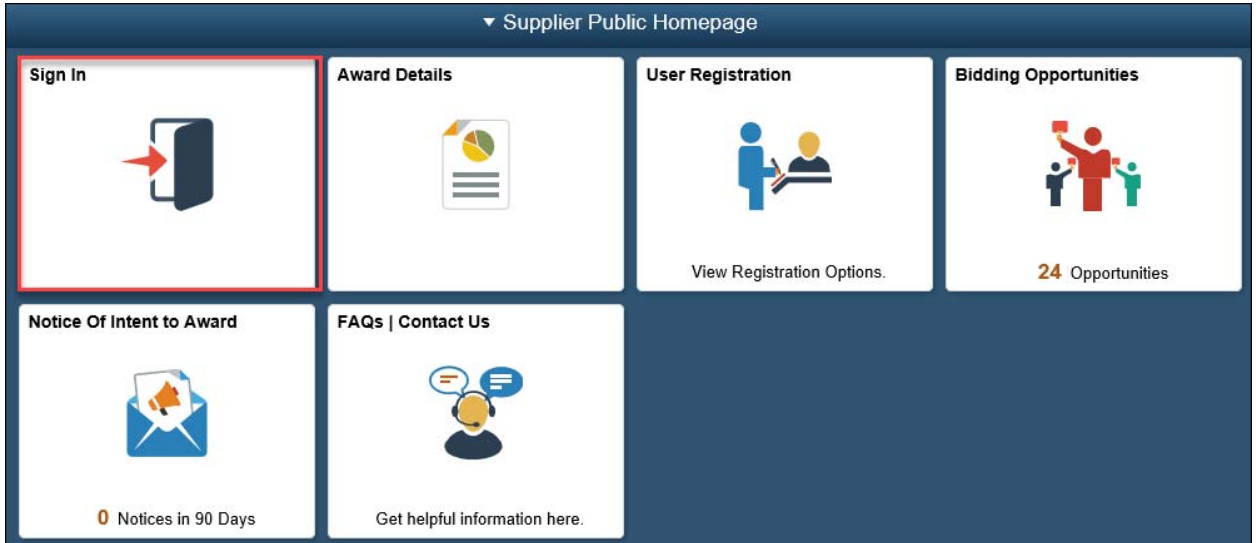 Supplier Public Homepage
Sign In
Award Details
User Registration
View Registration Options.
Bidding Opportunities
24 Opportunities
Notice Of Intent to Award
0 Notices in 90 Days
FAQs | Contact Us
Get helpful information here.